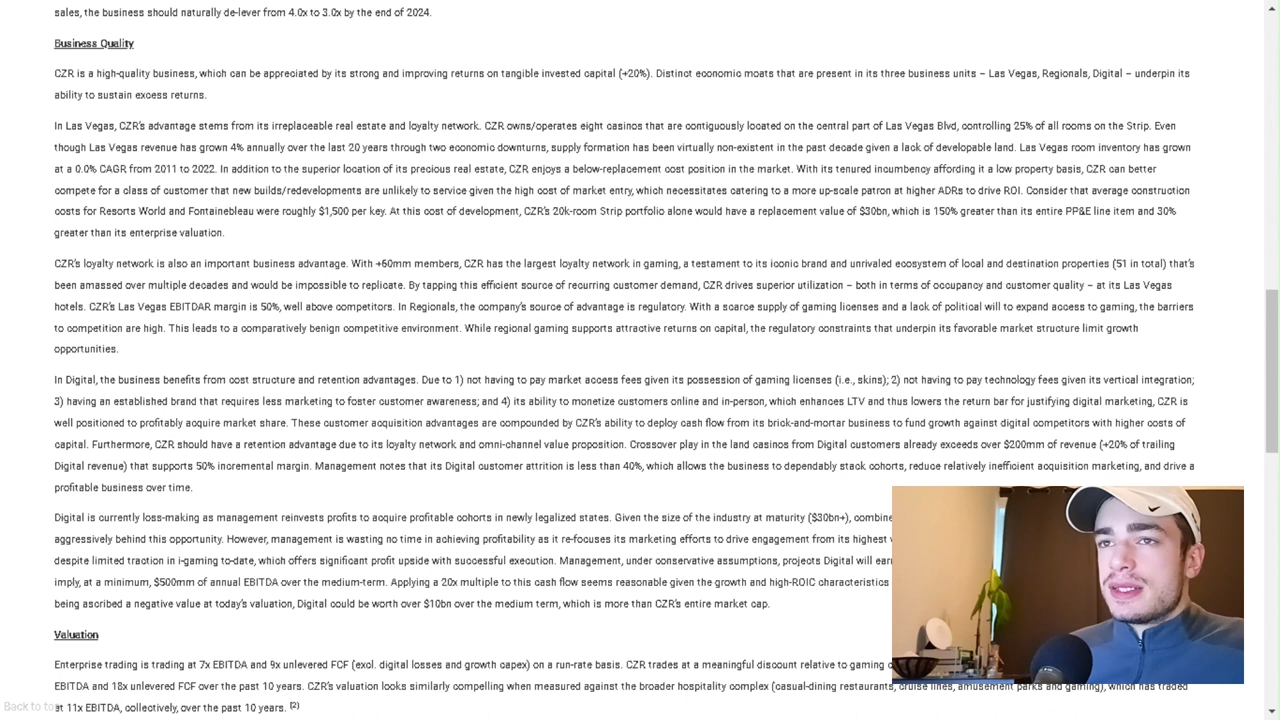 sales, the business should naturally de-lever from 4.0x to 3.0x by the end of 2024.
Business Quality
CZR is a high-quality business, which can be appreciated by its strong and improving returns on tangible invested capital (+20%). Distinct economic moats that are present in its three business units – Las Vegas, Regionals, Digital – underpin its
ability to sustain excess returns.
In Las Vegas, CZR's advantage stems from its irreplaceable real estate and loyalty network. CZR owns/operates eight casinos that are contiguously located on the central part of Las Vegas Blvd, controlling 25% of all rooms on the Strip. Even
though Las Vegas revenue has grown 4% annually over the last 20 years through two economic downturns, supply formation has been virtually non-existent in the past decade given a lack of developable land. Las Vegas room inventory has grown
at a 0.0% CAGR from 2011 to 2022. In addition to the superior location of its precious real estate, CZR enjoys a below-replacement cost position in the market. With its tenured incumbency affording it a low property basis, CZR can better
compete for a class of customer that new builds/redevelopments are unlikely to service given the high cost of market entry, which necessitates catering to a more up-scale patron at higher ADRs to drive ROI. Consider that average construction
costs for Resorts World and Fontainebleau were roughly $1,500 per key. At this cost of development, CZR's 20k-room Strip portfolio alone would have a replacement value of $30bn, which is 150% greater than its entire PP&E line item and 30%
greater than its enterprise valuation.
CZR's loyalty network is also an important business advantage. With +60mm members, CZR has the largest loyalty network in gaming, a testament to its iconic brand and unrivaled ecosystem of local and destination properties (51 in total) that's
been amassed over multiple decades and would be impossible to replicate. By tapping this efficient source of recurring customer demand, CZR drives superior utilization – both in terms of occupancy and customer quality – at its Las Vegas
hotels. CZR's Las Vegas EBITDAR margin is 50%, well above competitors. In Regionals, the company's source of advantage is regulatory. With a scarce supply of gaming licenses and a lack of political will to expand access to gaming, the barriers
to competition are high. This leads to a comparatively benign competitive environment. While regional gaming supports attractive returns on capital, the regulatory constraints that underpin its favorable market structure limit growth
opportunities.
In Digital, the business benefits from cost structure and retention advantages. Due to 1) not having to pay market access fees given its possession of gaming licenses (i.e., skins); 2) not having to pay technology fees given its vertical integration;
3) having an established brand that requires less marketing to foster customer awareness; and 4) its ability to monetize customers online and in-person, which enhances LTV and thus lowers the return bar for justifying digital marketing, CZR is
well positioned to profitably acquire market share. These customer acquisition advantages are compounded by CZR's ability to deploy cash flow from its brick-and-mortar business to fund growth against digital competitors with higher costs of
capital. Furthermore, CZR should have a retention advantage due to its loyalty network and omni-channel value proposition. Crossover play in the land casinos from Digital customers already exceeds over $200mm of revenue (+20% of trailing
Digital revenue) that supports 50% incremental margin. Management notes that its Digital customer attrition is less than 40%, which allows the business to dependably stack cohorts, reduce relatively inefficient acquisition marketing, and drive a
profitable business over time.
Digital is currently loss-making as management reinvests profits to acquire profitable cohorts in newly legalized states. Given the size of the industry at maturity ($30bn+), combine
aggressively behind this opportunity. However, management is wasting no time in achieving profitability as it re-focuses its marketing efforts to drive engagement from its highest
despite limited traction in i-gaming to-date, which offers significant profit upside with successful execution. Management, under conservative assumptions, projects Digital will ear
imply, at a minimum, $500mm of annual EBITDA over the medium-term. Applying a 20x multiple to this cash flow seems reasonable given the growth and high-ROIC characteristics
being ascribed a negative value at today's valuation, Digital could be worth over $10bn over the medium term, which is more than CZR's entire market cap.
Valuation
Enterprise trading is trading at 7x EBITDA and 9x unlevered FCF (excl. digital losses and growth capex) on a run-rate basis. CZR trades at a meaningful discount relative to gaming
EBITDA and 18x unlevered FCF over the past 10 years. CZR's valuation looks similarly compelling when measured against the broader hospitality complex (casual-dining restaurants, cruise lines, amusement parks and gaming), which has traded
at 11x EBITDA, collectively, over the past 10 years. [2]
Back to top